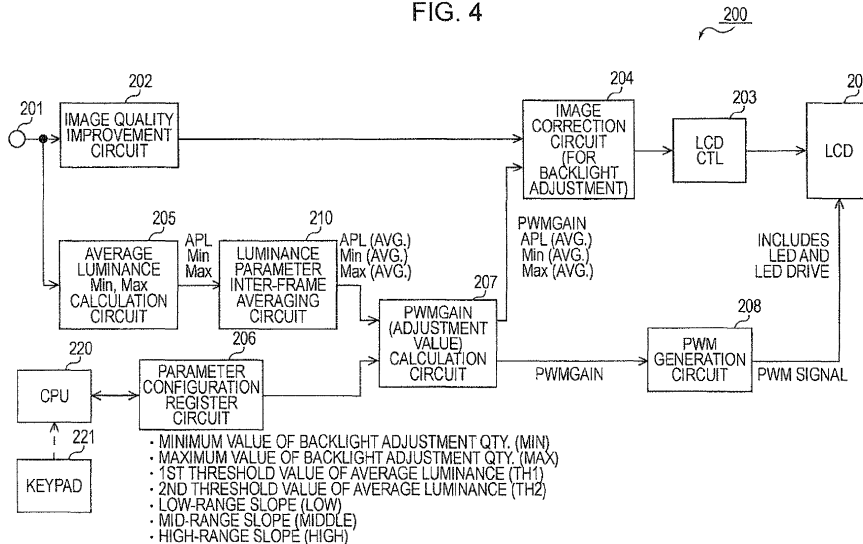 FIG. 4
200
201
202
IMAGE QUALITY
IMPROVEMENT
CIRCUIT
204
IMAGE
CORRECTION
CIRCUIT
(FOR
BACKLIGHT
ADJUSTMENT)
203
LCD
CTL
20
LCD
205
AVERAGE
LUMINANCE
Min, Max
CALCULATION
CIRCUIT
APL
Min
Max
210
LUMINANCE
PARAMETER
INTER-FRAME
AVERAGING
CIRCUIT
APL (AVG.)
Min (AVG.)
Max (AVG.)
PWMGAIN
APL (AVG.)
Min (AVG.)
Max (AVG.)
INCLUDES
LED AND
LED DRIVE
207
PWMGAIN
(ADJUSTMENT
VALUE)
CALCULATION
CIRCUIT
PWMGAIN
208
PWM
GENERATION
CIRCUIT
PWM SIGNAL
220
CPU
206
PARAMETER
CONFIGURATION
REGISTER
CIRCUIT
221
KEYPAD
· MINIMUM VALUE OF BACKLIGHT ADJUSTMENT QTY. (MIN)
· MAXIMUM VALUE OF BACKLIGHT ADJUSTMENT QTY. (MAX)
· 1ST THRESHOLD VALUE OF AVERAGE LUMINANCE (TH1)
· 2ND THRESHOLD VALUE OF AVERAGE LUMINANCE (TH2)
· LOW-RANGE SLOPE (LOW)
· MID-RANGE SLOPE (MIDDLE)
· HIGH-RANGE SLOPE (HIGH)